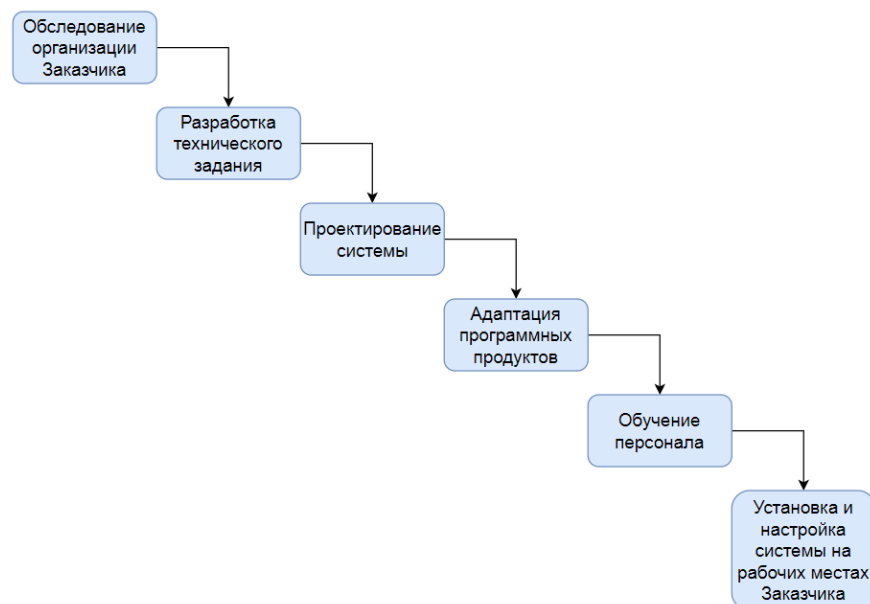 Обследование
организации
Заказчика
Разработка
технического
задания
Проектирование
системы
Адаптация
программных
продуктов
Обучение
персонала
Установка и
настройка
системы на
рабочих местах
Заказчика